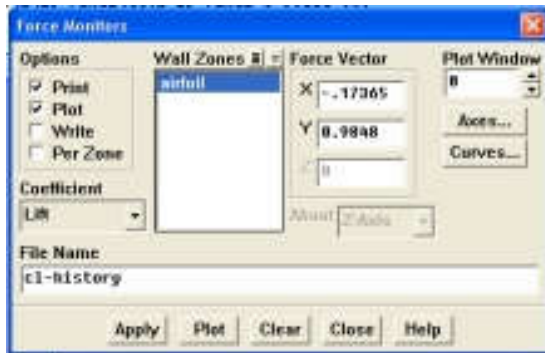 Force Monitors
Options
Print
Plot
Write
Per Zone
Coefficient
Lift
Wall Zones
airfoil
Force Vector
X -.17365
Y 0.9848
Z 0
About Z-Axis
Plot Window
0
Axes...
Curves...
File Name
cl-history
Apply Plot Clear Close Help